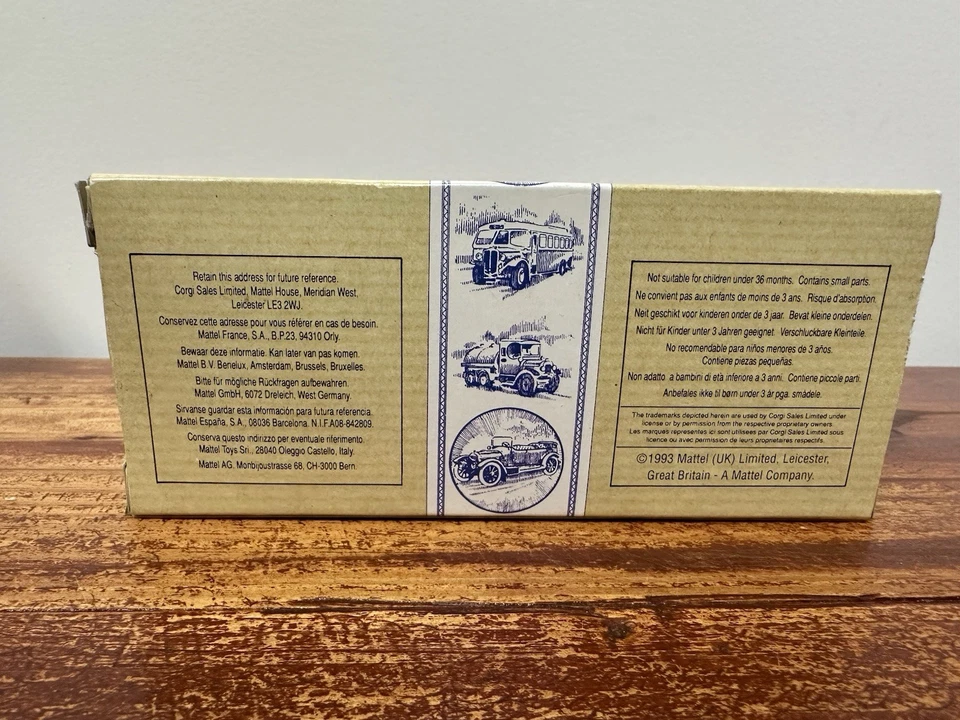 Retain this address for future reference.
Corgi Sales Limited, Mattel House, Meridian West,
Leicester LE3 2WJ.
Conservez cette adresse pour vous référer en cas de besoin.
Mattel France, S.A., B.P.23, 94310 Orly.
Bewaar deze informatie. Kan later van pas komen.
Mattel B.V. Benelux, Amsterdam, Brussels, Bruxelles.
Bitte für mögliche Rückfragen aufbewahren.
Mattel GmbH, 6072 Dreleich, West Germany.
Sirvanse guardar esta información para futura referencia.
Mattel España, S.A., 08036 Barcelona. N.I.F.A08-842809.
Conserva questo indirizzo per eventuale riferimento.
Mattel Toys Srl., 28040 Oleggio Castello, Italy.
Mattel AG, Monbijoustrasse 68, CH-3000 Bern.
Not suitable for children under 36 months. Contains small parts.
Ne convient pas aux enfants de moins de 3 ans. Risque d'absorption.
Neit geschikt voor kinderen onder de 3 jaar. Bevat kleine onderdelen.
Nicht für Kinder unter 3 Jahren geeignet. Verschluckbare Kleinteile.
No recomendable para niños menores de 3 años.
Contiene piezas pequeñas.
Non adatto a bambini di età inferiore a 3 anni. Contiene piccole parti.
Anbefales ikke til børn under 3 år pga. smådele.
The trademarks depicted herein are used by Corgi Sales Limited under
license or by permission from the respective proprietary owners.
Les marques representes ici sont utilisees par Corgi Sales Limited sous
licence ou avec permission de leurs proprietaires respectifs.
©1993 Mattel (UK) Limited, Leicester,
Great Britain - A Mattel Company.